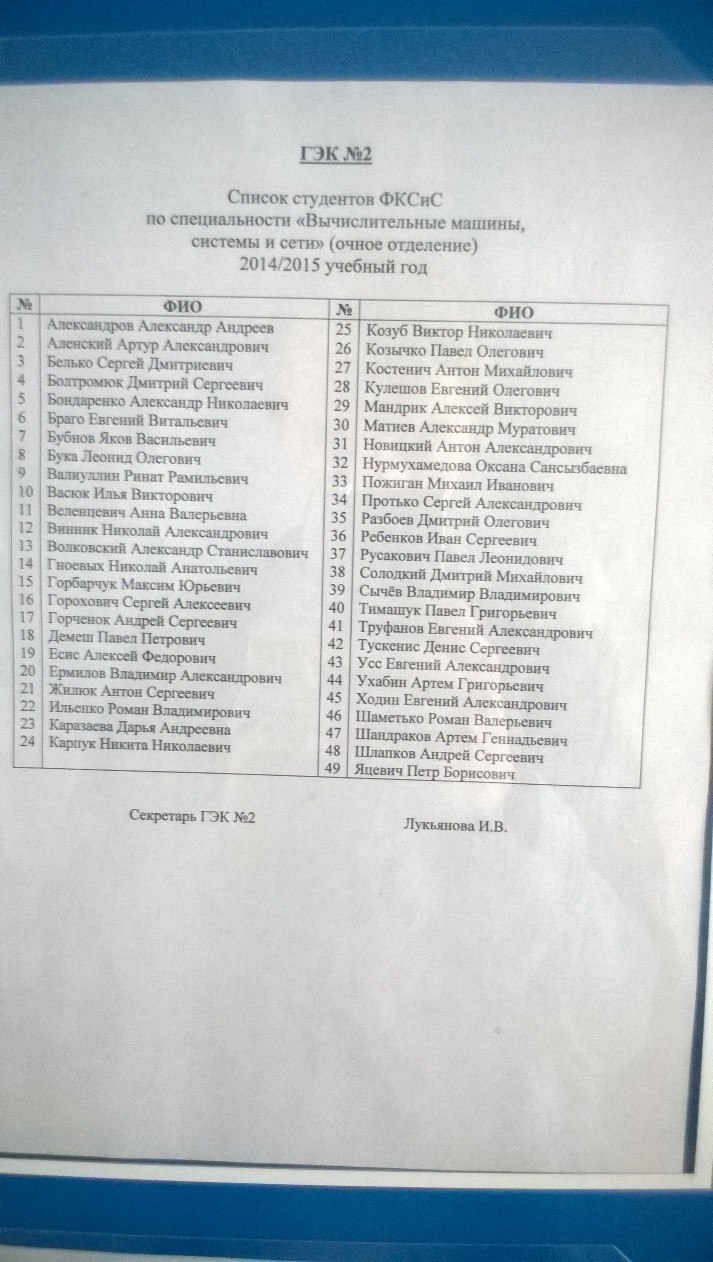 ГЭК №2
Список студентов ФКСиС
по специальности «Вычислительные машины,
системы и сети» (очное отделение)
2014/2015 учебный год
№ ФИО
1 Александров Александр Андреев
2 Аленский Артур Александрович
3 Белько Сергей Дмитриевич
4 Болтромюк Дмитрий Сергеевич
5 Бондаренко Александр Николаевич
6 Браго Евгений Витальевич
7 Бубнов Яков Васильевич
8 Бука Леонид Олегович
9 Валиуллин Ринат Рамильевич
10 Васюк Илья Викторович
11 Веленцевич Анна Валерьевна
12 Винник Николай Александрович
13 Волковский Александр Станиславович
14 Гноевых Николай Анатольевич
15 Горбарчук Максим Юрьевич
16 Горохович Сергей Алексеевич
17 Горченок Андрей Сергеевич
18 Демеш Павел Петрович
19 Есис Алексей Федорович
20 Ермилов Владимир Александрович
21 Жилюк Антон Сергеевич
22 Ильенко Роман Владимирович
23 Каразаева Дарья Андреевна
24 Карпук Никита Николаевич
№ ФИО
25 Козуб Виктор Николаевич
26 Козычко Павел Олегович
27 Костенич Антон Михайлович
28 Кулешов Евгений Олегович
29 Мандрик Алексей Викторович
30 Матиев Александр Муратович
31 Новицкий Антон Александрович
32 Нурмухамедова Оксана Сансызбаевна
33 Пожиган Михаил Иванович
34 Протько Сергей Александрович
35 Разбоев Дмитрий Олегович
36 Ребенков Иван Сергеевич
37 Русакович Павел Леонидович
38 Солодкий Дмитрий Михайлович
39 Сычёв Владимир Владимирович
40 Тимашук Павел Григорьевич
41 Труфанов Евгений Александрович
42 Тускенис Денис Сергеевич
43 Усс Евгений Александрович
44 Ухабин Артем Григорьевич
45 Ходин Евгений Александрович
46 Шаметько Роман Валерьевич
47 Шандраков Артем Геннадьевич
48 Шлапков Андрей Сергеевич
49 Яцевич Петр Борисович
Секретарь ГЭК №2 Лукьянова И.В.